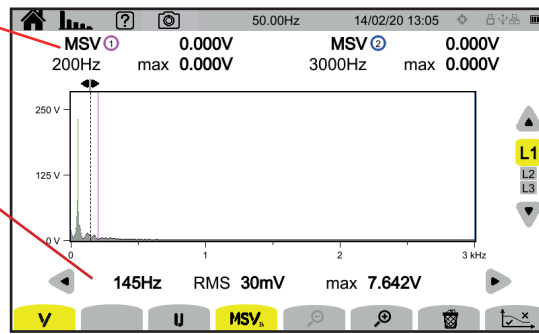 ? 50.00Hz 14/02/20 13:05
MSV 1 0.000V MSV 2 0.000V
200Hz max 0.000V 3000Hz max 0.000V
250 V
125 V
0 V
0 1 2 3 kHz
L1
L2
L3
145Hz RMS 30mV max 7.642V
V U MSV